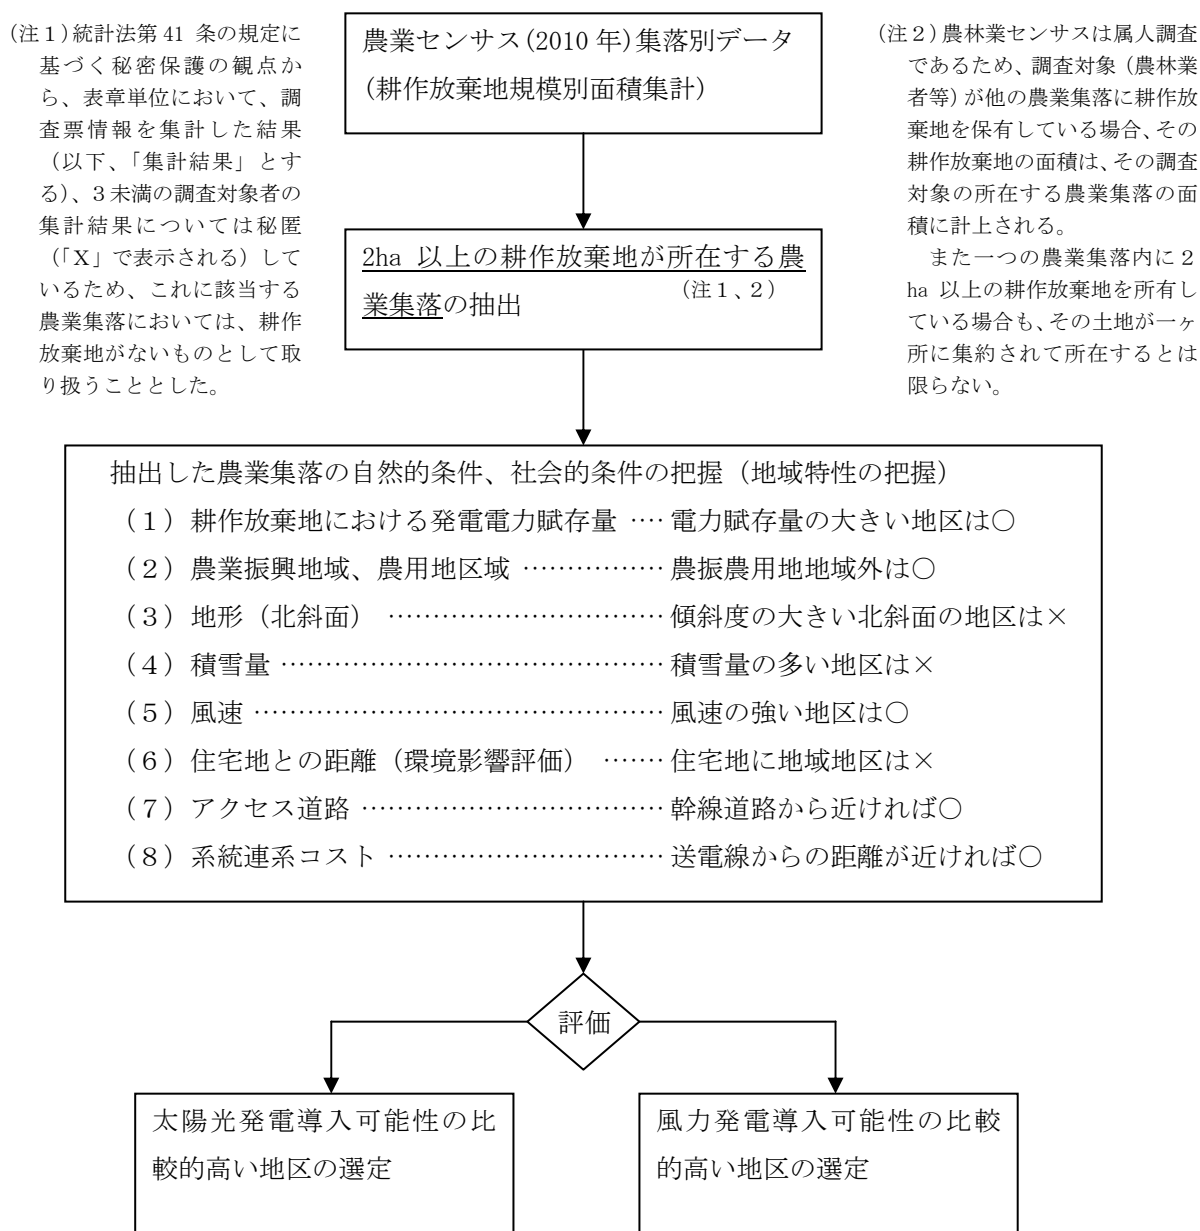 (注1)統計法第 41 条の規定に
基づく秘密保護の観点か
ら、表章単位において、調
査票情報を集計した結果
(以下、「集計結果」とす
る)、3未満の調査対象者の
集計結果については秘匿
(「X」で表示される)して
いるため、これに該当する
農業集落においては、耕作
放棄地がないものとして取
り扱うこととした。
農業センサス(2010 年)集落別データ
(耕作放棄地規模別面積集計)
(注2)農林業センサスは属人調査
であるため、調査対象(農林業
者等)が他の農業集落に耕作放
棄地を保有している場合、その
耕作放棄地の面積は、その調査
対象の所在する農業集落の面
積に計上される。
また一つの農業集落内に2
ha 以上の耕作放棄地を所有し
ている場合も、その土地が一ヶ
所に集約されて所在するとは
限らない。
2ha 以上の耕作放棄地が所在する農
業集落の抽出 (注1、2)
抽出した農業集落の自然的条件、社会的条件の把握(地域特性の把握)
(1)耕作放棄地における発電電力賦存量 ‥‥ 電力賦存量の大きい地区は○
(2)農業振興地域、農用地区域 ‥‥‥‥‥‥‥‥ 農振農用地地域外は○
(3)地形(北斜面) ‥‥‥‥‥‥‥‥‥‥‥‥‥‥ 傾斜度の大きい北斜面の地区は×
(4)積雪量 ‥‥‥‥‥‥‥‥‥‥‥‥‥‥‥‥‥‥‥ 積雪量の多い地区は×
(5)風速 ‥‥‥‥‥‥‥‥‥‥‥‥‥‥‥‥‥‥‥‥ 風速の強い地区は○
(6)住宅地との距離(環境影響評価) ‥‥‥ 住宅地に地域地区は×
(7)アクセス道路 ‥‥‥‥‥‥‥‥‥‥‥‥‥‥‥ 幹線道路から近ければ○
(8)系統連系コスト ‥‥‥‥‥‥‥‥‥‥‥‥‥‥ 送電線からの距離が近ければ○
評価
太陽光発電導入可能性の比
較的高い地区の選定
風力発電導入可能性の比較
的高い地区の選定